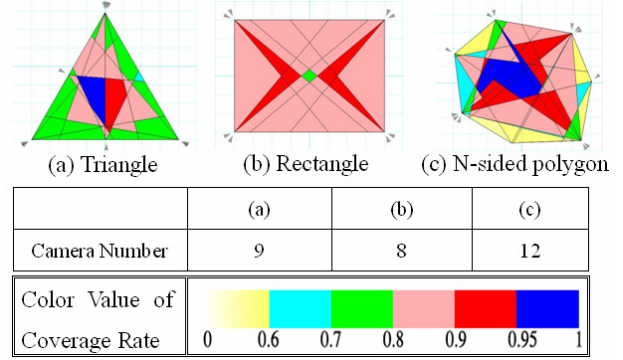 (a) Triangle (b) Rectangle (c) N-sided polygon
(a) (b) (c)
Camera Number 9 8 12
Color Value of
Coverage Rate
0 0.6 0.7 0.8 0.9 0.95 1